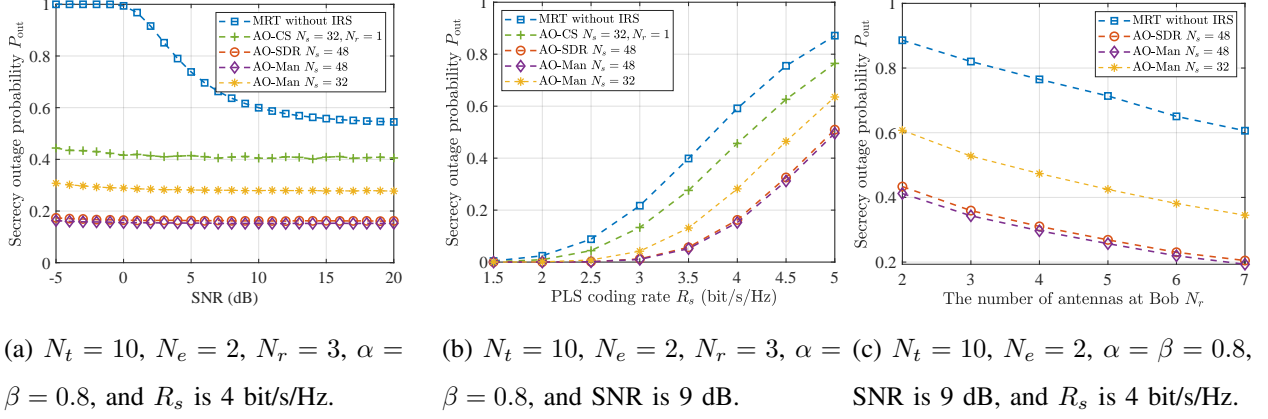 MRT without IRS
AO-CS N_s = 32, N_r = 1
AO-SDR N_s = 48
AO-Man N_s = 48
AO-Man N_s = 32
Secrecy outage probability P_out
1
0.8
0.6
0.4
0.2
0
-5 0 5 10 15 20
SNR (dB)
MRT without IRS
AO-CS N_s = 32, N_r = 1
AO-SDR N_s = 48
AO-Man N_s = 48
AO-Man N_s = 32
Secrecy outage probability P_out
1
0.8
0.6
0.4
0.2
0
1.5 2 2.5 3 3.5 4 4.5 5
PLS coding rate R_s (bit/s/Hz)
MRT without IRS
AO-SDR N_s = 48
AO-Man N_s = 48
AO-Man N_s = 32
Secrecy outage probability P_out
1
0.8
0.6
0.4
0.2
2 3 4 5 6 7
The number of antennas at Bob N_r
(a) N_t = 10, N_e = 2, N_r = 3, α =
β = 0.8, and R_s is 4 bit/s/Hz.
(b) N_t = 10, N_e = 2, N_r = 3, α =
β = 0.8, and SNR is 9 dB.
(c) N_t = 10, N_e = 2, α = β = 0.8,
SNR is 9 dB, and R_s is 4 bit/s/Hz.